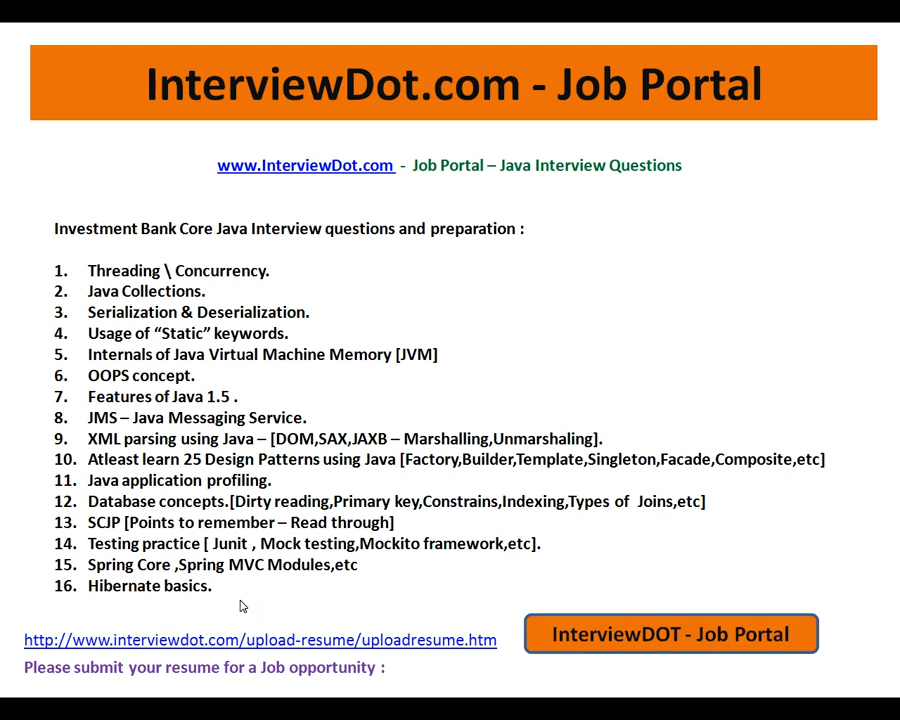 InterviewDot.com - Job Portal
www.InterviewDot.com - Job Portal – Java Interview Questions
Investment Bank Core Java Interview questions and preparation :
1. Threading \ Concurrency.
2. Java Collections.
3. Serialization & Deserialization.
4. Usage of “Static” keywords.
5. Internals of Java Virtual Machine Memory [JVM]
6. OOPS concept.
7. Features of Java 1.5 .
8. JMS – Java Messaging Service.
9. XML parsing using Java – [DOM,SAX,JAXB – Marshalling,Unmarshaling].
10. Atleast learn 25 Design Patterns using Java [Factory,Builder,Template,Singleton,Facade,Composite,etc]
11. Java application profiling.
12. Database concepts.[Dirty reading,Primary key,Constrains,Indexing,Types of Joins,etc]
13. SCJP [Points to remember – Read through]
14. Testing practice [ Junit , Mock testing,Mockito framework,etc].
15. Spring Core ,Spring MVC Modules,etc
16. Hibernate basics.
http://www.interviewdot.com/upload-resume/uploadresume.htm
InterviewDOT - Job Portal
Please submit your resume for a Job opportunity :